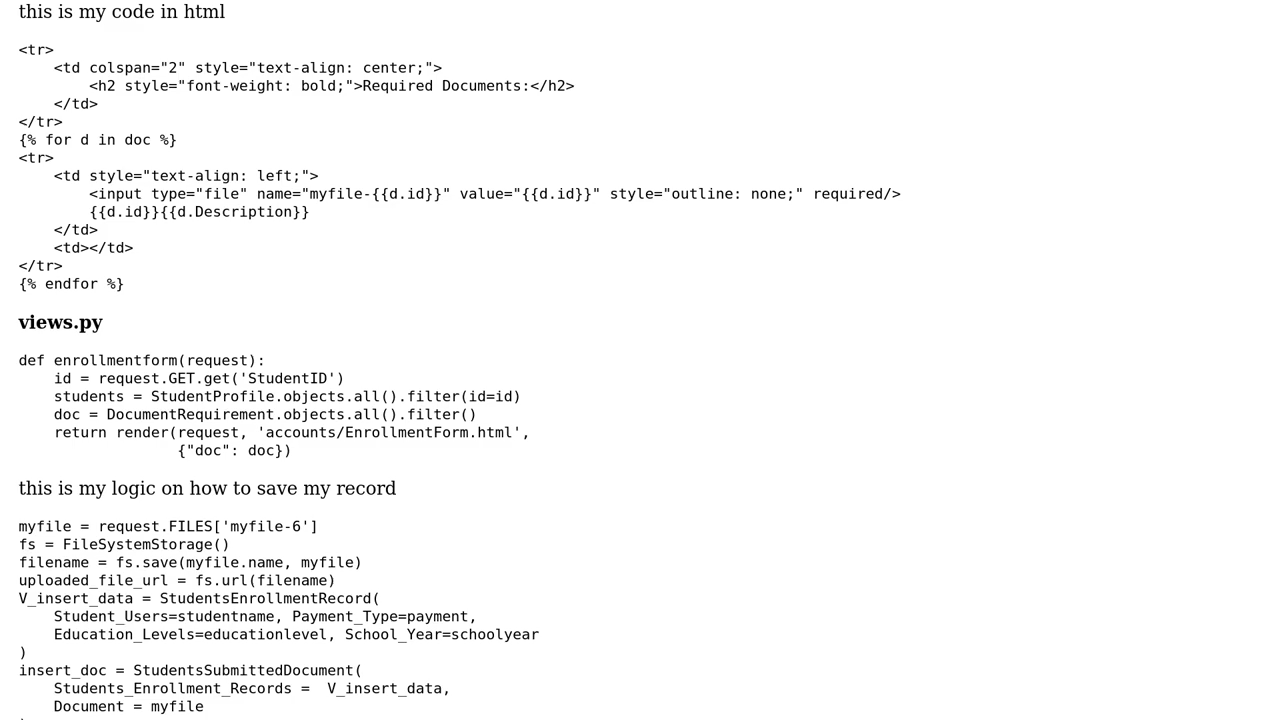 this is my code in html
<tr>
    <td colspan="2" style="text-align: center;">
        <h2 style="font-weight: bold;">Required Documents:</h2>
    </td>
</tr>
{% for d in doc %}
<tr>
    <td style="text-align: left;">
        <input type="file" name="myfile-{{d.id}}" value="{{d.id}}" style="outline: none;" required/>
        {{d.id}}{{d.Description}}
    </td>
    <td></td>
</tr>
{% endfor %}
views.py
def enrollmentform(request):
    id = request.GET.get('StudentID')
    students = StudentProfile.objects.all().filter(id=id)
    doc = DocumentRequirement.objects.all().filter()
    return render(request, 'accounts/EnrollmentForm.html',
                  {"doc": doc})
this is my logic on how to save my record
myfile = request.FILES['myfile-6']
fs = FileSystemStorage()
filename = fs.save(myfile.name, myfile)
uploaded_file_url = fs.url(filename)
V_insert_data = StudentsEnrollmentRecord(
    Student_Users=studentname, Payment_Type=payment,
    Education_Levels=educationlevel, School_Year=schoolyear
)
insert_doc = StudentsSubmittedDocument(
    Students_Enrollment_Records =  V_insert_data,
    Document = myfile